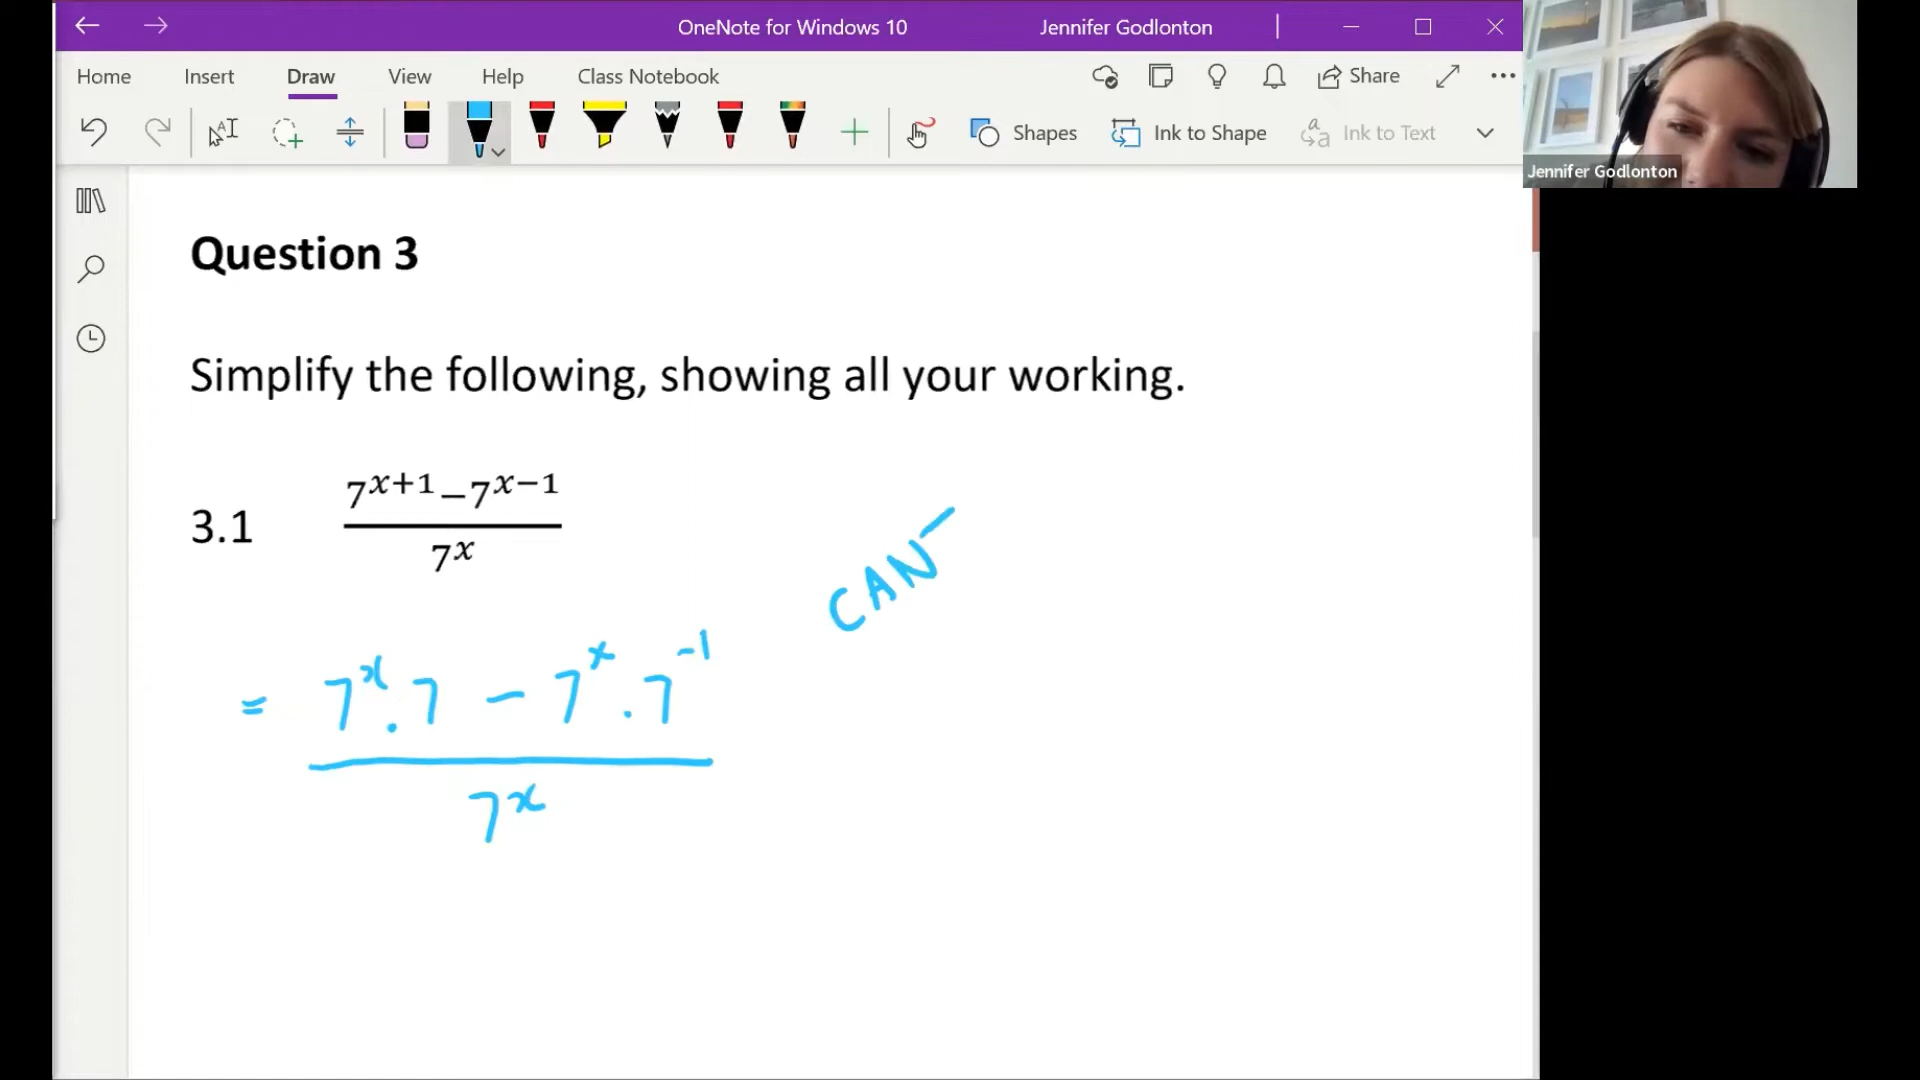 OneNote for Windows 10 Jennifer Godlonton
Home Insert Draw View Help Class Notebook Share
Shapes Ink to Shape Ink to Text
Jennifer Godlonton
Question 3
Simplify the following, showing all your working.
3.1 \frac{7^{x+1}-7^{x-1}}{7^x}
CAN
= \frac{7^x.7 - 7^x.7^{-1}}{7^x}